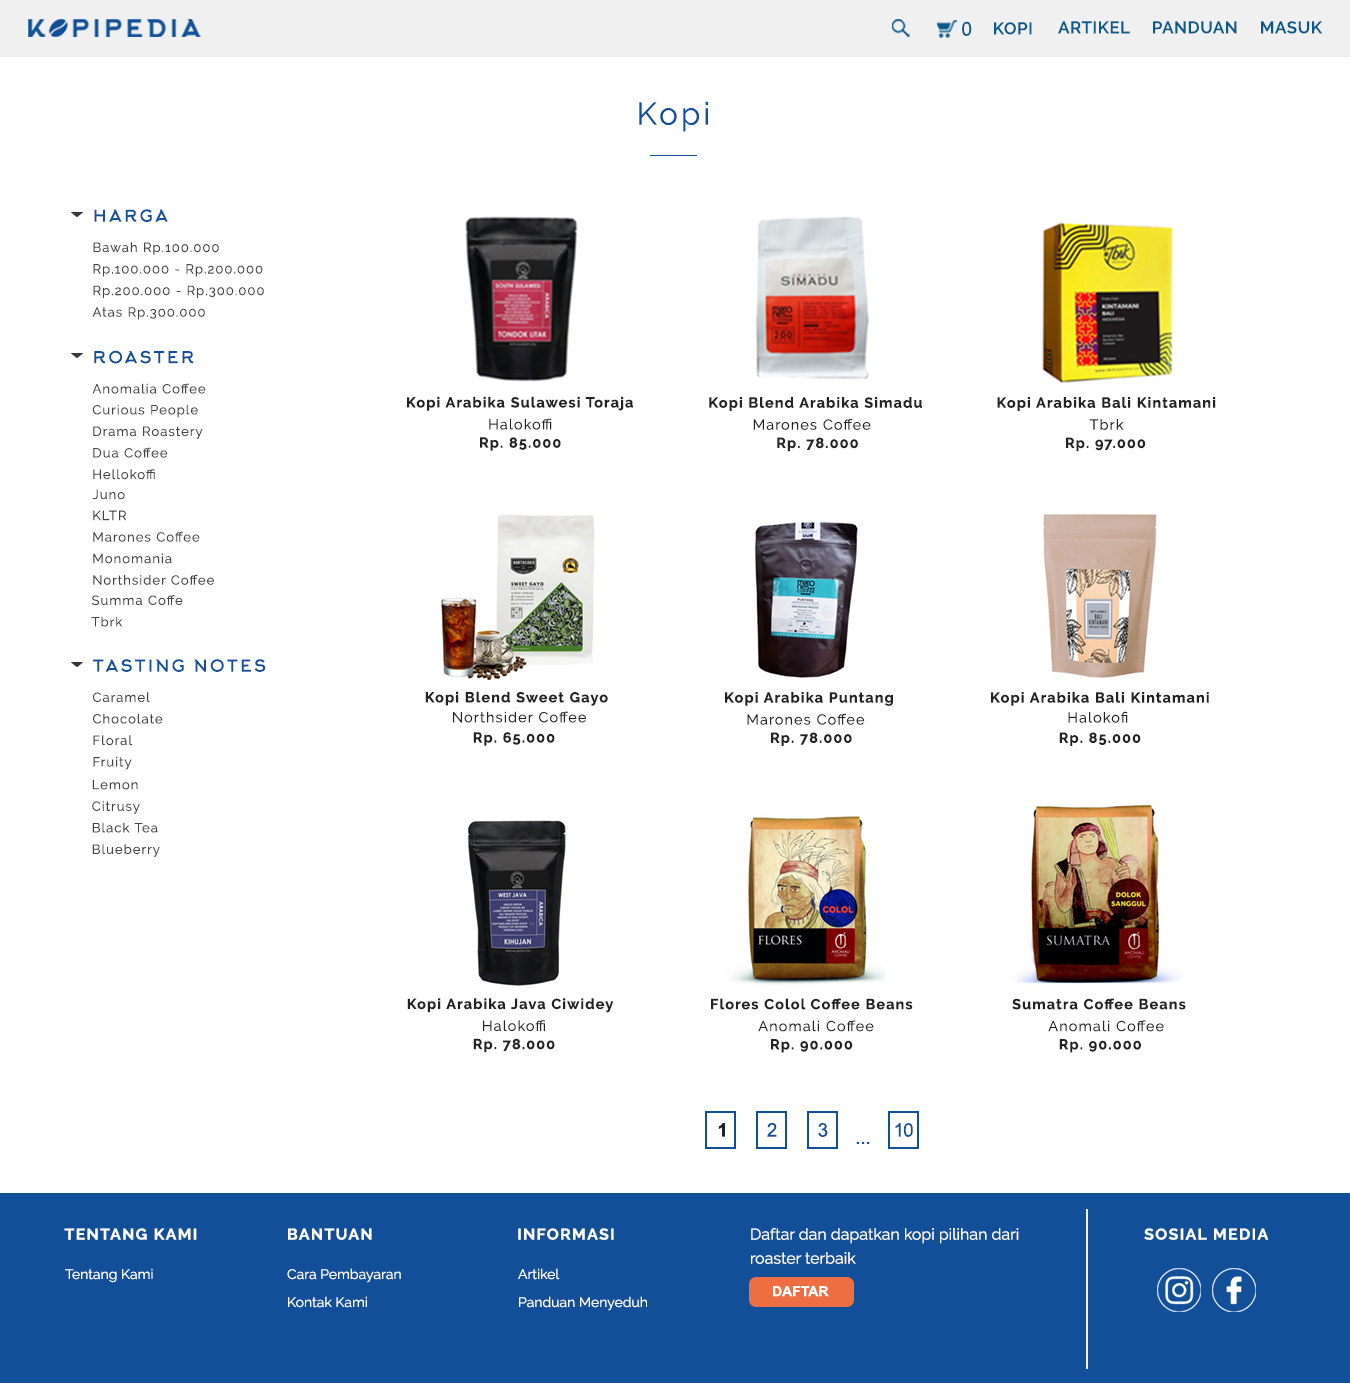 KOPIPEDIA
0 KOPI ARTIKEL PANDUAN MASUK
Kopi
HARGA
Bawah Rp.100.000
Rp.100.000 - Rp.200.000
Rp.200.000 - Rp.300.000
Atas Rp.300.000
ROASTER
Anomalia Coffee
Curious People
Drama Roastery
Dua Coffee
Hellokoffi
Juno
KLTR
Marones Coffee
Monomania
Northsider Coffee
Summa Coffe
Tbrk
TASTING NOTES
Caramel
Chocolate
Floral
Fruity
Lemon
Citrusy
Black Tea
Blueberry
SOUTH SULAWESI
ARABICA
TONDOK LITAK
Kopi Arabika Sulawesi Toraja
Halokoffi
Rp. 85.000
SIMADU
200
Kopi Blend Arabika Simadu
Marones Coffee
Rp. 78.000
Tbrk
KINTAMANI
BALI
INDONESIA
Kopi Arabika Bali Kintamani
Tbrk
Rp. 97.000
NORTHSIDER
SWEET GAYO
Kopi Blend Sweet Gayo
Northsider Coffee
Rp. 65.000
PUNTANG
Kopi Arabika Puntang
Marones Coffee
Rp. 78.000
BALI
KINTAMANI
Kopi Arabika Bali Kintamani
Halokofi
Rp. 85.000
WEST JAVA
ARABICA
KIHUJAN
Kopi Arabika Java Ciwidey
Halokoffi
Rp. 78.000
COLOL
FLORES
ANOMALI
COFFEE
Flores Colol Coffee Beans
Anomali Coffee
Rp. 90.000
DOLOK
SANGGUL
SUMATRA
ANOMALI
COFFEE
Sumatra Coffee Beans
Anomali Coffee
Rp. 90.000
1 2 3 ... 10
TENTANG KAMI
Tentang Kami
BANTUAN
Cara Pembayaran
Kontak Kami
INFORMASI
Artikel
Panduan Menyeduh
Daftar dan dapatkan kopi pilihan dari
roaster terbaik
DAFTAR
SOSIAL MEDIA